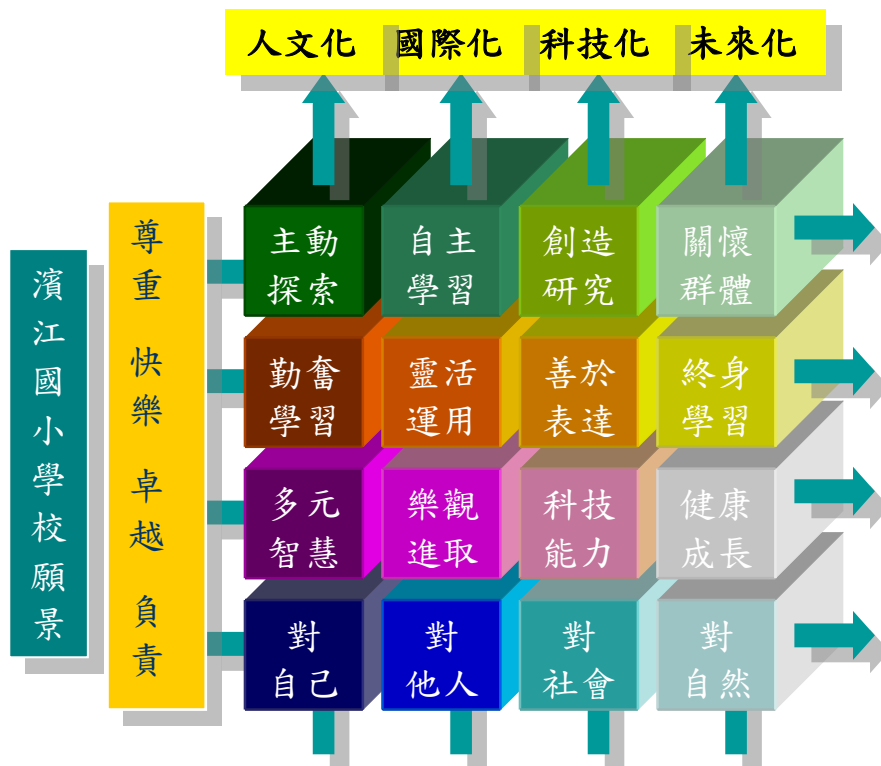 人文化 國際化 科技化 未來化
濱江國小學校願景
尊重 快樂 卓越 負責
主動
探索
自主
學習
創造
研究
關懷
群體
勤奮
學習
靈活
運用
善於
表達
終身
學習
多元
智慧
樂觀
進取
科技
能力
健康
成長
對
自己
對
他人
對
社會
對
自然